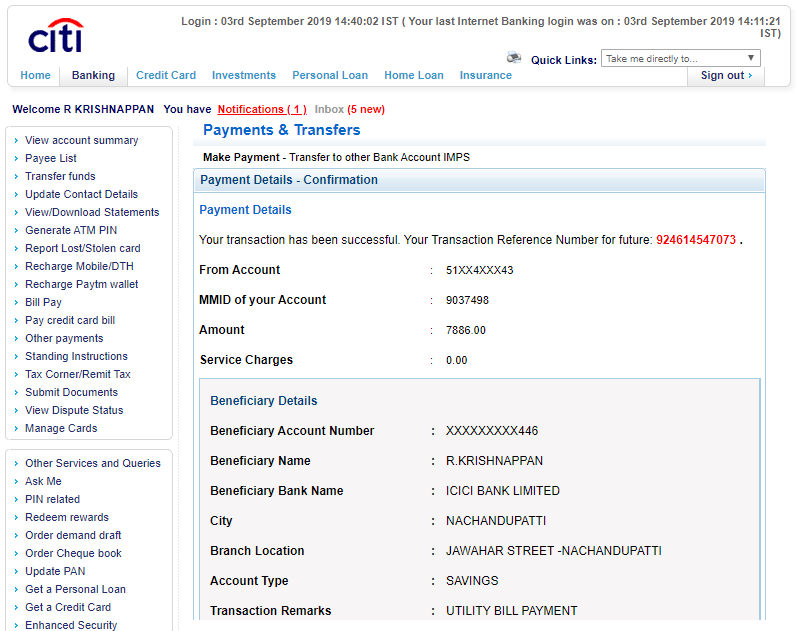 citi
Login : 03rd September 2019 14:40:02 IST ( Your last Internet Banking login was on : 03rd September 2019 14:11:21
IST)
Quick Links: Take me directly to...
Home Banking Credit Card Investments Personal Loan Home Loan Insurance Sign out ›
Welcome R KRISHNAPPAN You have Notifications ( 1 ) Inbox (5 new)
› View account summary
› Payee List
› Transfer funds
› Update Contact Details
› View/Download Statements
› Generate ATM PIN
› Report Lost/Stolen card
› Recharge Mobile/DTH
› Recharge Paytm wallet
› Bill Pay
› Pay credit card bill
› Other payments
› Standing Instructions
› Tax Corner/Remit Tax
› Submit Documents
› View Dispute Status
› Manage Cards
› Other Services and Queries
› Ask Me
› PIN related
› Redeem rewards
› Order demand draft
› Order Cheque book
› Update PAN
› Get a Personal Loan
› Get a Credit Card
› Enhanced Security
Payments & Transfers
Make Payment - Transfer to other Bank Account IMPS
Payment Details - Confirmation
Payment Details
Your transaction has been successful. Your Transaction Reference Number for future: 924614547073 .
From Account : 51XX4XXX43
MMID of your Account : 9037498
Amount : 7886.00
Service Charges : 0.00
Beneficiary Details
Beneficiary Account Number : XXXXXXXXX446
Beneficiary Name : R.KRISHNAPPAN
Beneficiary Bank Name : ICICI BANK LIMITED
City : NACHANDUPATTI
Branch Location : JAWAHAR STREET -NACHANDUPATTI
Account Type : SAVINGS
Transaction Remarks : UTILITY BILL PAYMENT